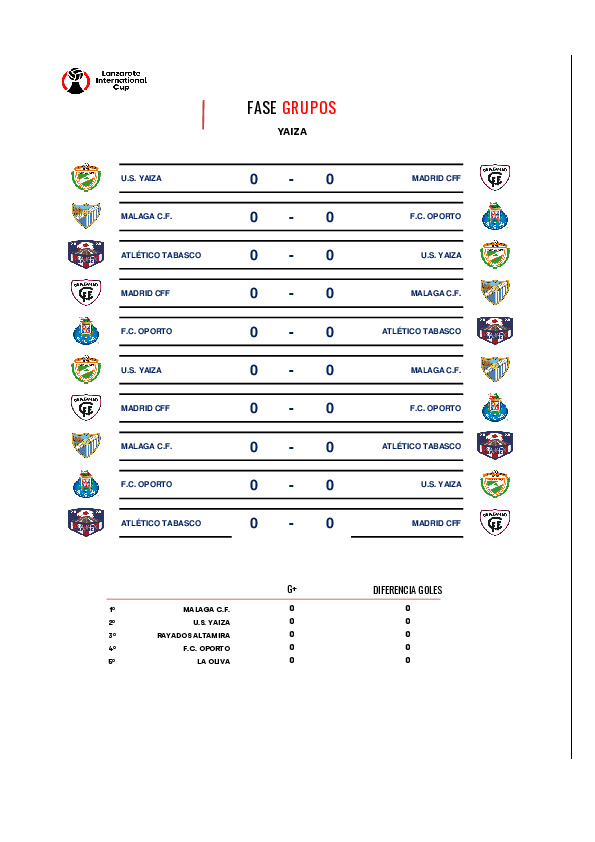 Lanzarote
International
Cup
FASE GRUPOS
YAIZA
U.S. YAIZA 0 - 0 MADRID CFF
MALAGA C.F. 0 - 0 F.C. OPORTO
ATLÉTICO TABASCO 0 - 0 U.S. YAIZA
MADRID CFF 0 - 0 MALAGA C.F.
F.C. OPORTO 0 - 0 ATLÉTICO TABASCO
U.S. YAIZA 0 - 0 MALAGA C.F.
MADRID CFF 0 - 0 F.C. OPORTO
MALAGA C.F. 0 - 0 ATLÉTICO TABASCO
F.C. OPORTO 0 - 0 U.S. YAIZA
ATLÉTICO TABASCO 0 - 0 MADRID CFF
G+ DIFERENCIA GOLES
1º MALAGA C.F. 0 0
2º U.S. YAIZA 0 0
3º RAYADOS ALTAMIRA 0 0
4º F.C. OPORTO 0 0
5º LA OLIVA 0 0